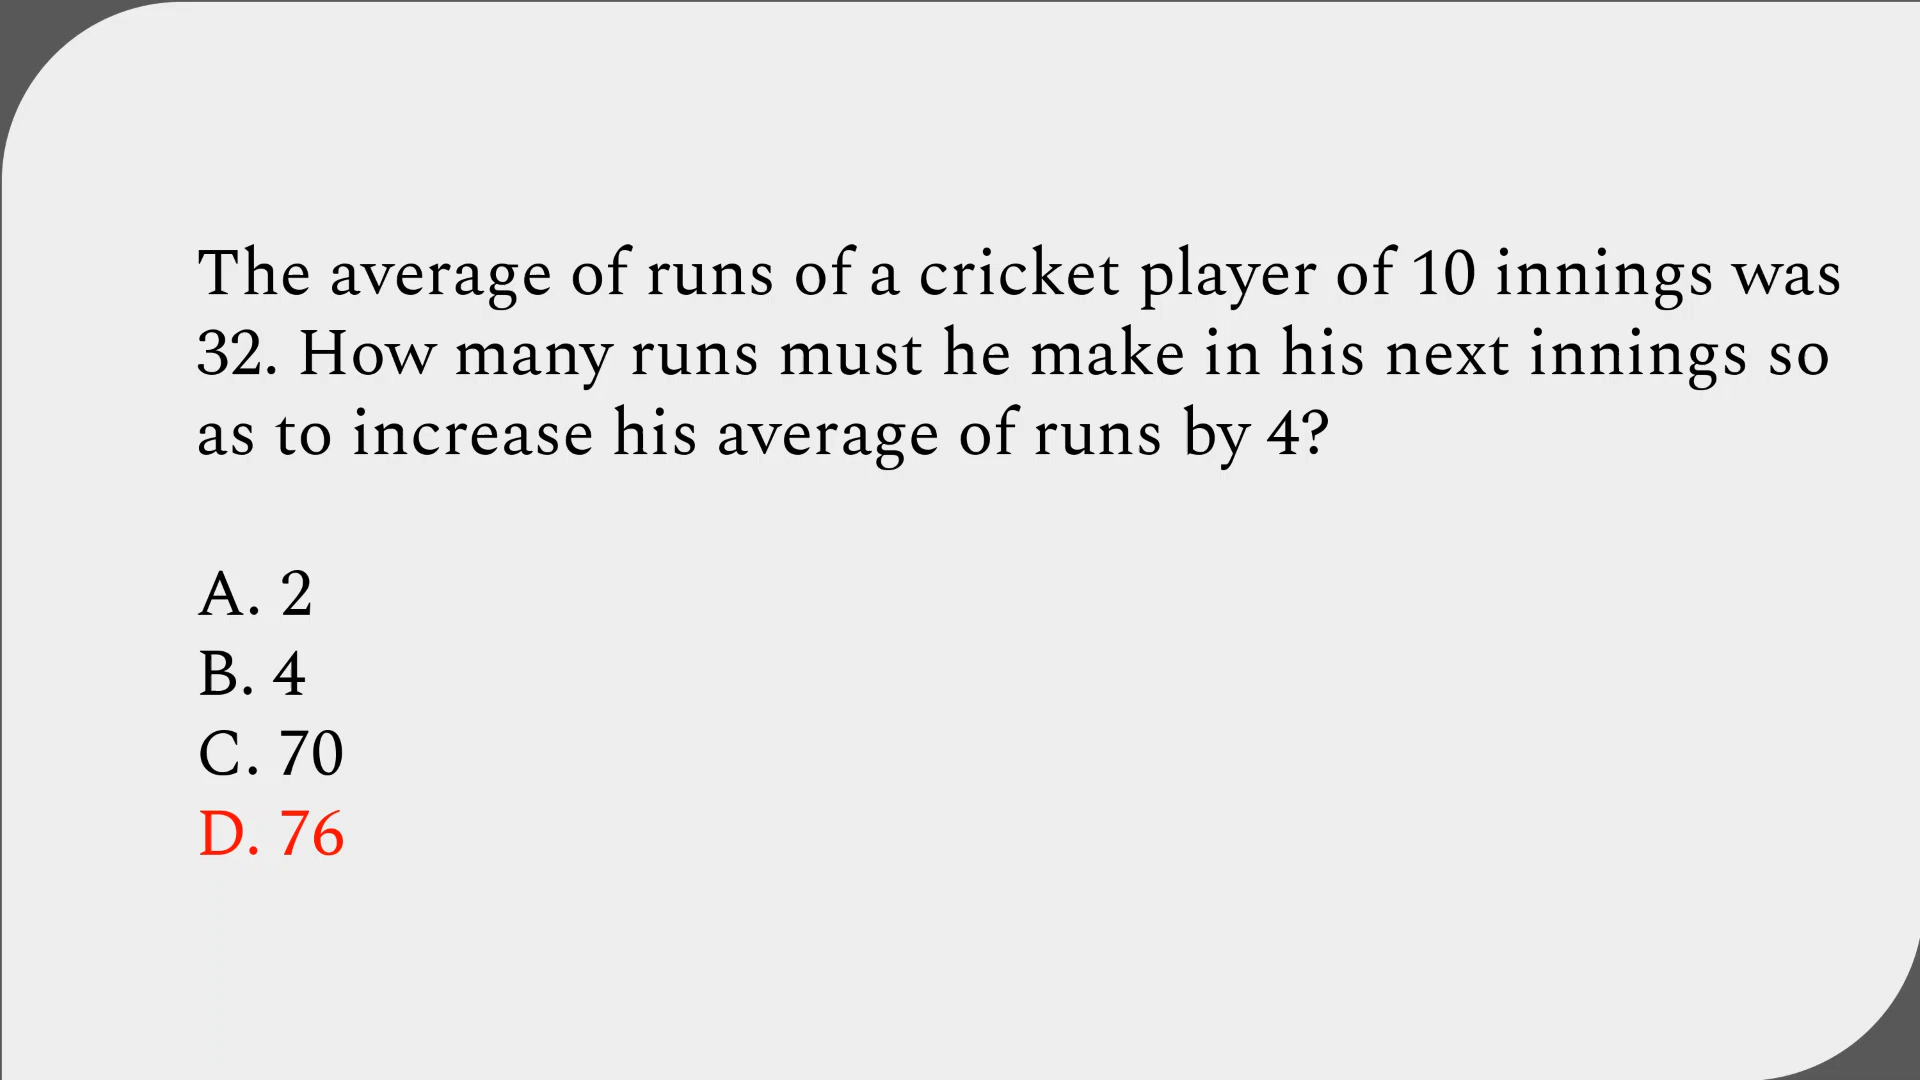 The average of runs of a cricket player of 10 innings was
32. How many runs must he make in his next innings so
as to increase his average of runs by 4?
A. 2
B. 4
C. 70
D. 76